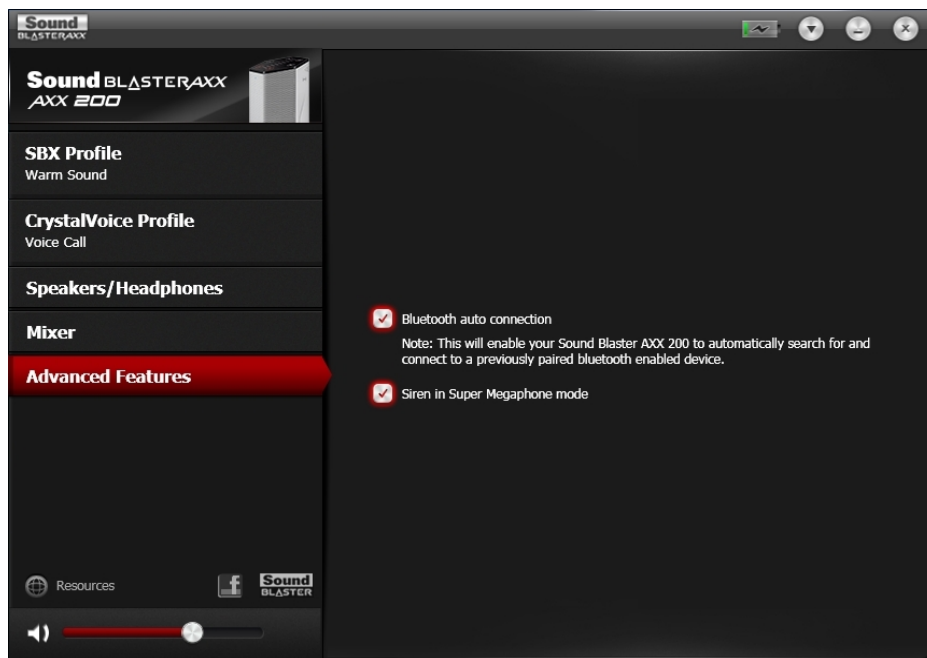 Sound
BLASTERAXX
Sound BLASTERAXX
AXX 200
SBX Profile
Warm Sound
CrystalVoice Profile
Voice Call
Speakers/Headphones
Mixer
Advanced Features
Bluetooth auto connection
Note: This will enable your Sound Blaster AXX 200 to automatically search for and
connect to a previously paired bluetooth enabled device.
Siren in Super Megaphone mode
Resources
f
Sound
BLASTER